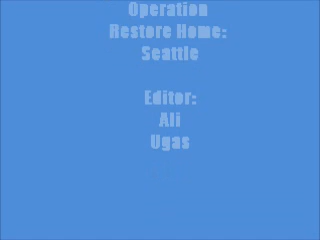 Operation
Restore Home:
Seattle
Editor:
Ali
Ugas